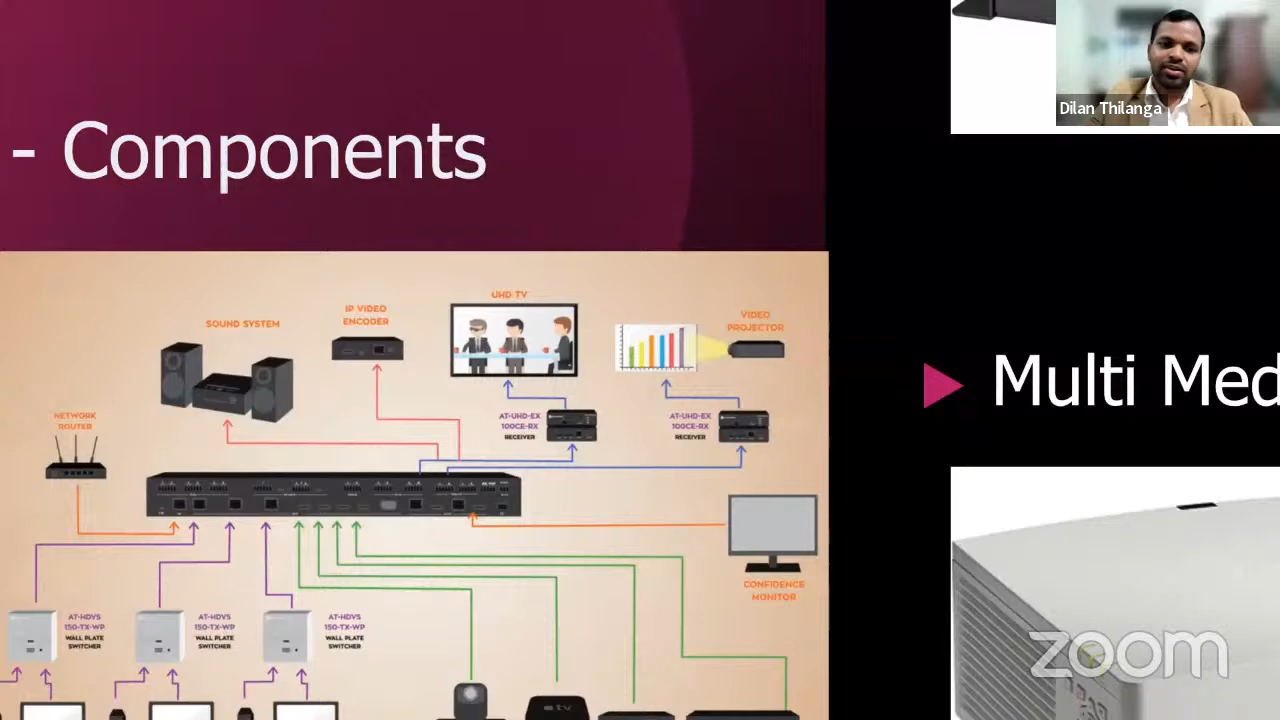 - Components
Dilan Thilanga
UHD TV
IP VIDEO
ENCODER
SOUND SYSTEM
VIDEO
PROJECTOR
Multi Med
NETWORK
ROUTER
AT-UHD-EX
100CE-RX
RECEIVER
AT-UHD-EX
100CE-RX
RECEIVER
CONFIDENCE
MONITOR
AT-HDVS
150-TX-WP
WALL PLATE
SWITCHER
AT-HDVS
150-TX-WP
WALL PLATE
SWITCHER
AT-HDVS
150-TX-WP
WALL PLATE
SWITCHER
zoom
tv